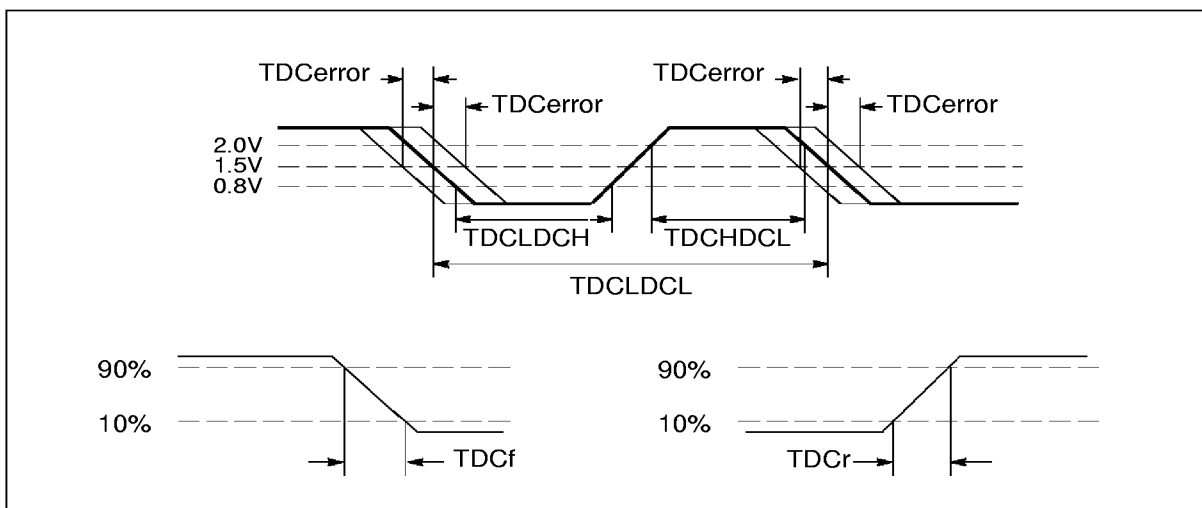 TDCerror TDCerror
TDCerror TDCerror
2.0V
1.5V
0.8V
TDCLDCH TDCHDCL
TDCLDCL
90% 90%
10% 10%
TDCf TDCr